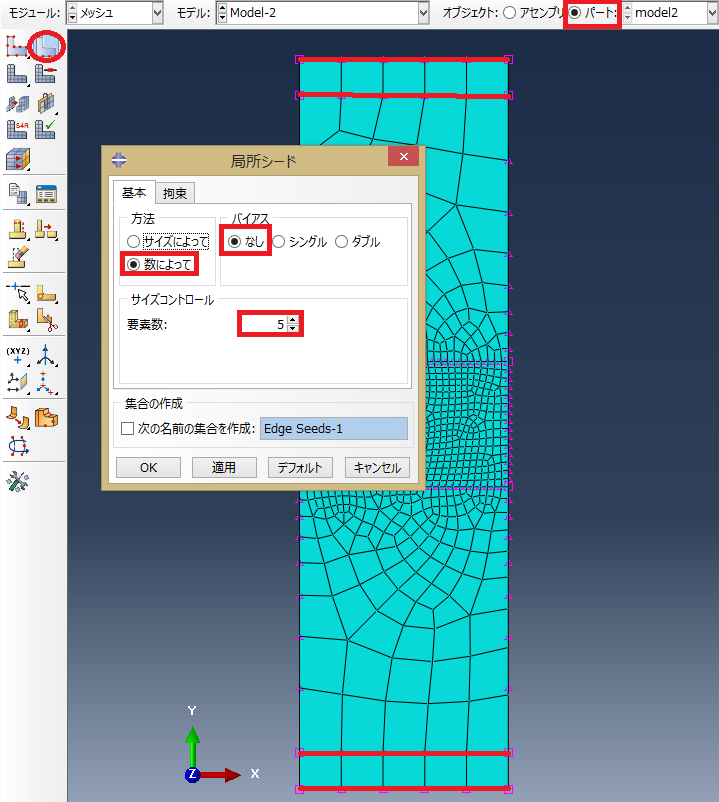 モジュール: メッシュ モデル: Model-2 オブジェクト: アセンブリ パート: model2
S4R
(XYZ)
局所シード
基本 拘束
方法 バイアス
サイズによって なし シングル ダブル
数によって
サイズコントロール
要素数: 5
集合の作成
次の名前の集合を作成: Edge Seeds-1
OK 適用 デフォルト キャンセル
Y
Z X